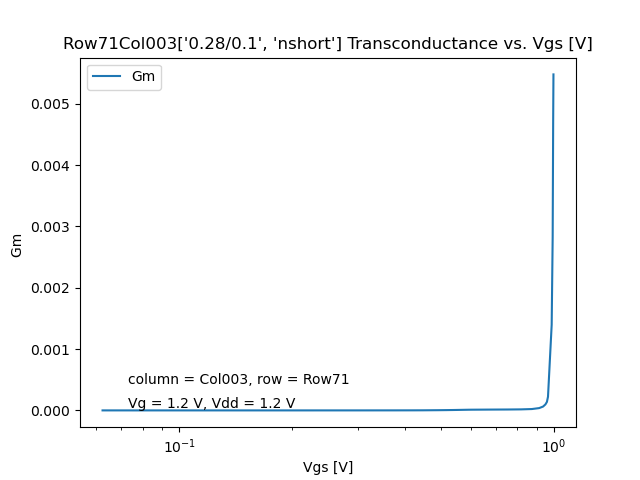 Row71Col003['0.28/0.1', 'nshort'] Transconductance vs. Vgs [V]
Gm
0.005
0.004
0.003
0.002
0.001
0.000
Gm
column = Col003, row = Row71
Vg = 1.2 V, Vdd = 1.2 V
10⁻¹
10⁰
Vgs [V]